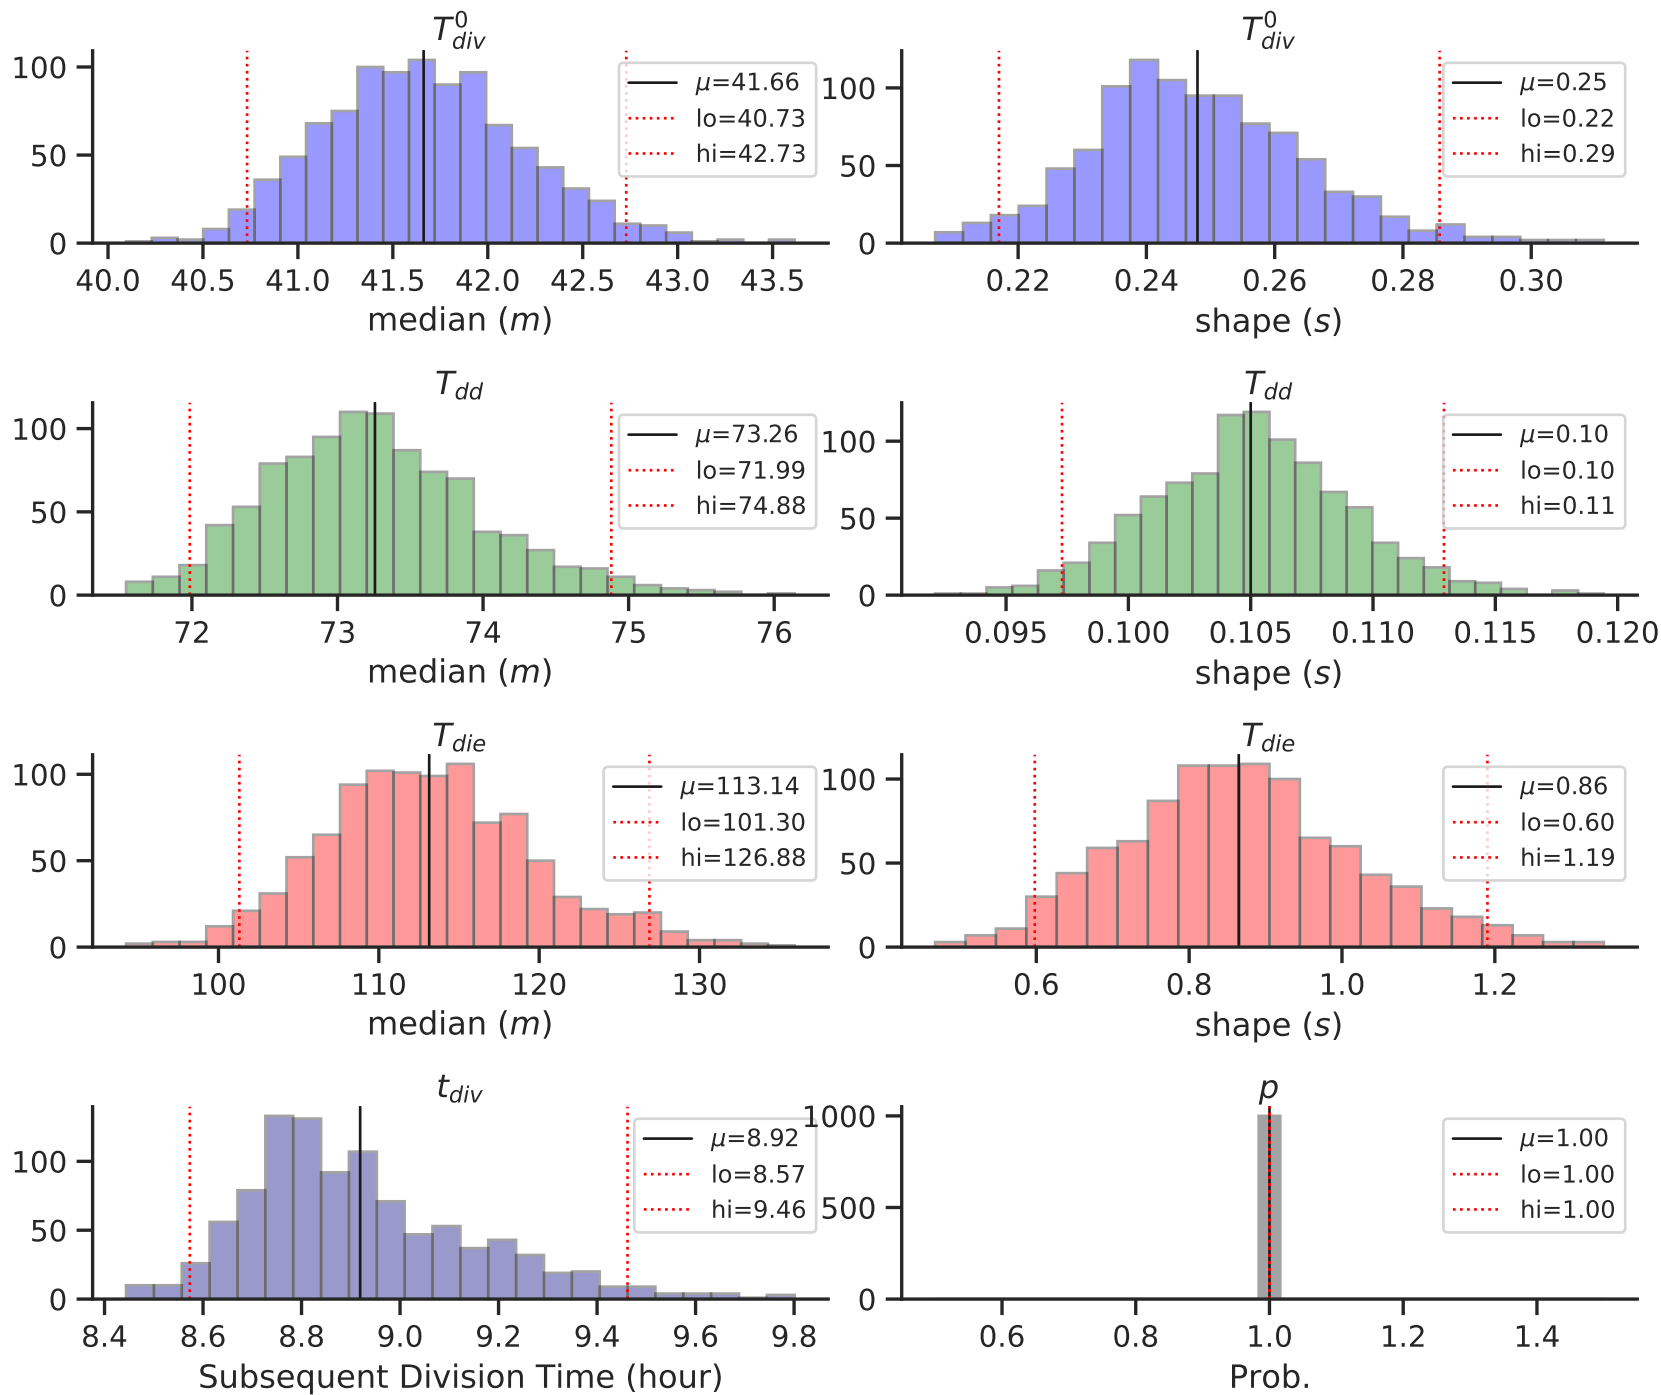 T⁰div
100
50
0
μ=41.66
lo=40.73
hi=42.73
40.0 40.5 41.0 41.5 42.0 42.5 43.0 43.5
median (m)
T⁰div
100
50
0
μ=0.25
lo=0.22
hi=0.29
0.22 0.24 0.26 0.28 0.30
shape (s)
Tdd
100
50
0
μ=73.26
lo=71.99
hi=74.88
72 73 74 75 76
median (m)
Tdd
100
50
0
μ=0.10
lo=0.10
hi=0.11
0.095 0.100 0.105 0.110 0.115 0.120
shape (s)
Tdie
100
50
0
μ=113.14
lo=101.30
hi=126.88
100 110 120 130
median (m)
Tdie
100
50
0
μ=0.86
lo=0.60
hi=1.19
0.6 0.8 1.0 1.2
shape (s)
tdiv
100
50
0
μ=8.92
lo=8.57
hi=9.46
8.4 8.6 8.8 9.0 9.2 9.4 9.6 9.8
Subsequent Division Time (hour)
p
1000
500
0
μ=1.00
lo=1.00
hi=1.00
0.6 0.8 1.0 1.2 1.4
Prob.